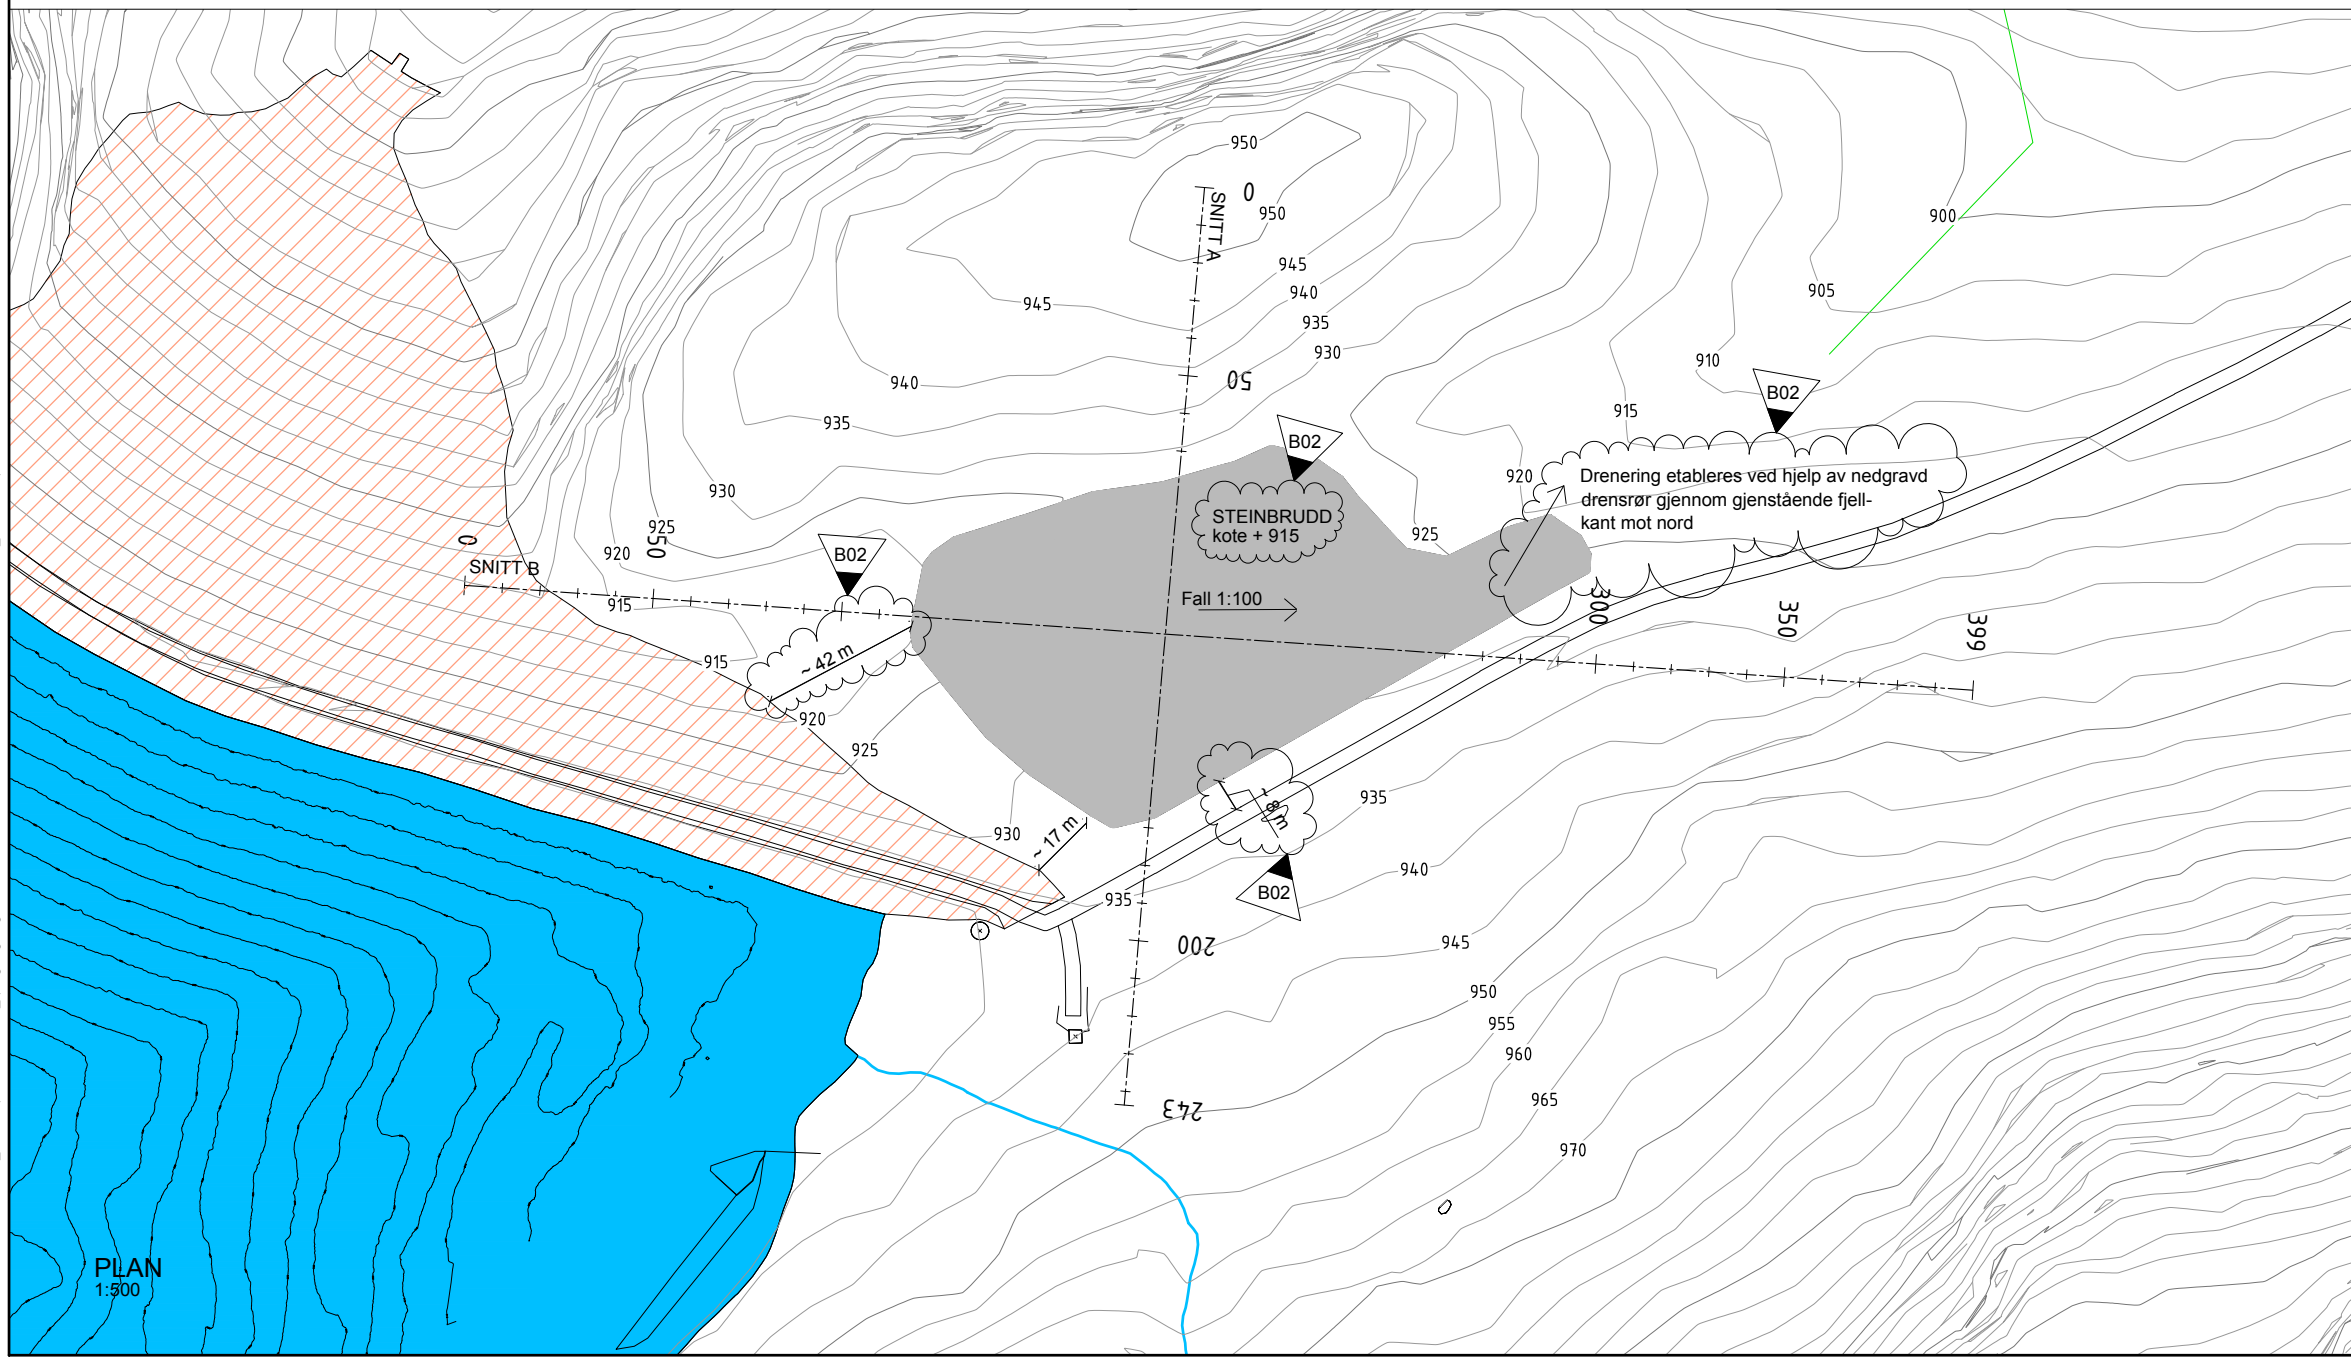 950
0
SNITT A
950
900
945
945
940
905
935
930
910
50
940
B02
915
935
B02
920
Drenering etableres ved hjelp av nedgravd
drensrør gjennom gjenstående fjell-
kant mot nord
930
STEINBRUDD
kote + 915
925
925
0
50
920
B02
SNITT B
915
Fall 1:100
300
350
399
915
~ 42 m
920
925
935
~ 8 m
930
~ 17 m
940
B02
935
200
945
950
955
960
965
243
970
PLAN
1:500